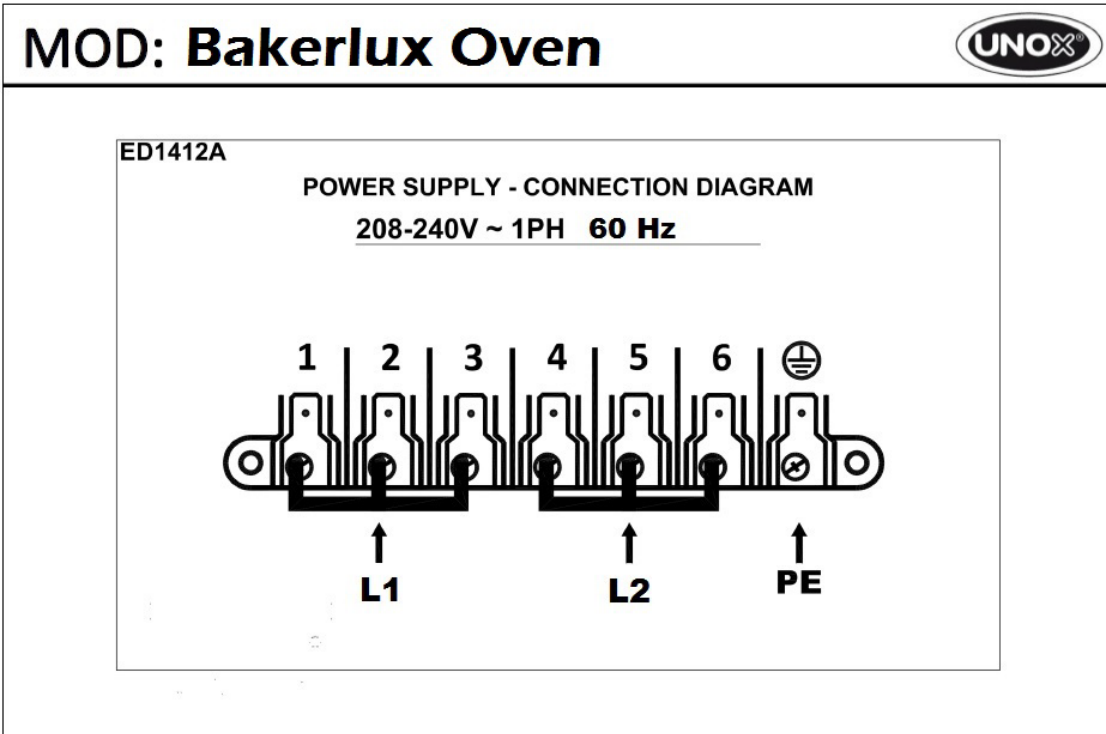 MOD: Bakerlux Oven
UNOX®
ED1412A
POWER SUPPLY - CONNECTION DIAGRAM
208-240V ~ 1PH 60 Hz
1 2 3 4 5 6
L1 L2 PE